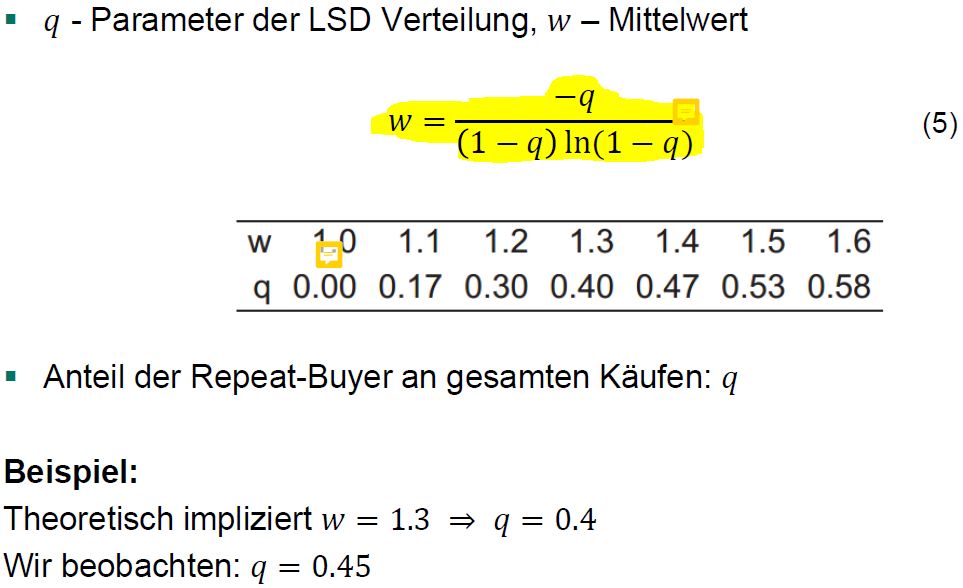 ▪ q - Parameter der LSD Verteilung, w – Mittelwert
w = −q / ((1 − q) ln(1 − q)) (5)
w 1.0 1.1 1.2 1.3 1.4 1.5 1.6
q 0.00 0.17 0.30 0.40 0.47 0.53 0.58
▪ Anteil der Repeat-Buyer an gesamten Käufen: q
Beispiel:
Theoretisch impliziert w = 1.3 ⇒ q = 0.4
Wir beobachten: q = 0.45